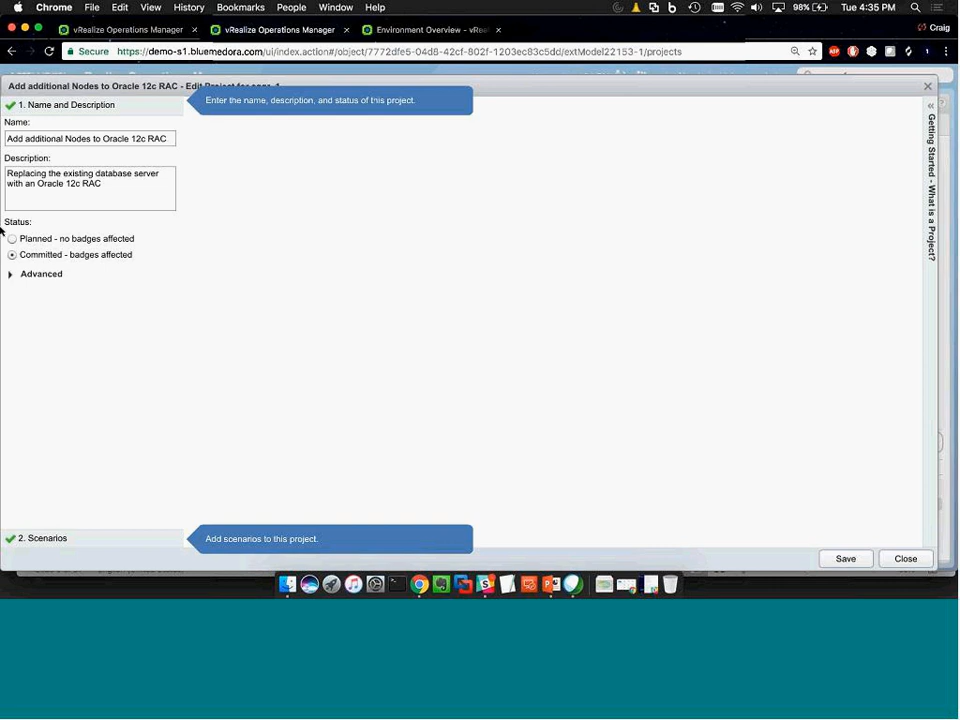 Chrome File Edit View History Bookmarks People Window Help 98% Tue 4:35 PM
vRealize Operations Manager × vRealize Operations Manager × Environment Overview - vRea × Craig
Secure https://demo-s1.bluemedora.com/ui/index.action#/object/7772dfe5-04d8-42cf-802f-1203ec83c5dd/extModel22153-1/projects
Add additional Nodes to Oracle 12c RAC - Edit Project for
1. Name and Description
Enter the name, description, and status of this project.
Name:
Add additional Nodes to Oracle 12c RAC
Description:
Replacing the existing database server
with an Oracle 12c RAC
Status:
Planned - no badges affected
Committed - badges affected
Advanced
Getting Started - What is a Project?
2. Scenarios
Add scenarios to this project.
Save Close